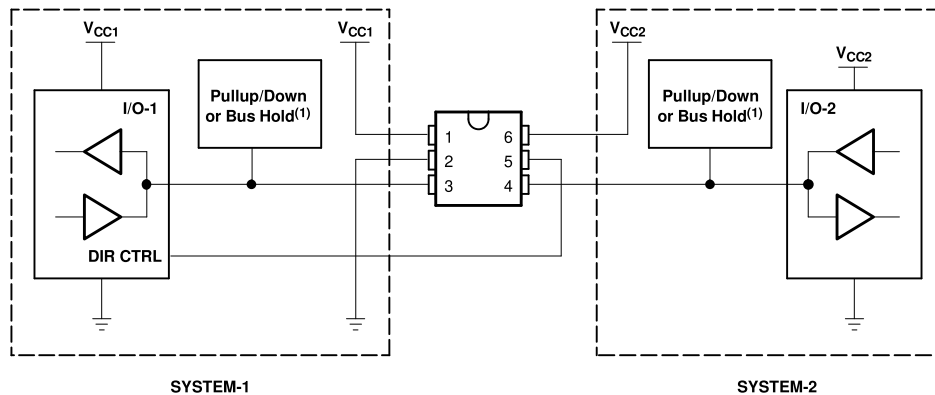 VCC1
VCC1
VCC2
VCC2
I/O-1
Pullup/Down
or Bus Hold(1)
Pullup/Down
or Bus Hold(1)
I/O-2
1
6
2
5
3
4
DIR CTRL
SYSTEM-1
SYSTEM-2